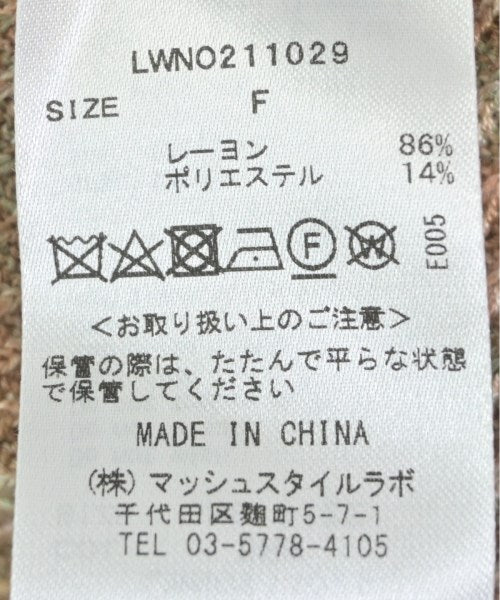 LWNO211029
SIZE F
レーヨン 86%
ポリエステル 14%
F W E005
<お取り扱い上のご注意>
保管の際は、たたんで平らな状態
で保管してください
MADE IN CHINA
(株) マッシュスタイルラボ
千代田区麹町5-7-1
TEL 03-5778-4105